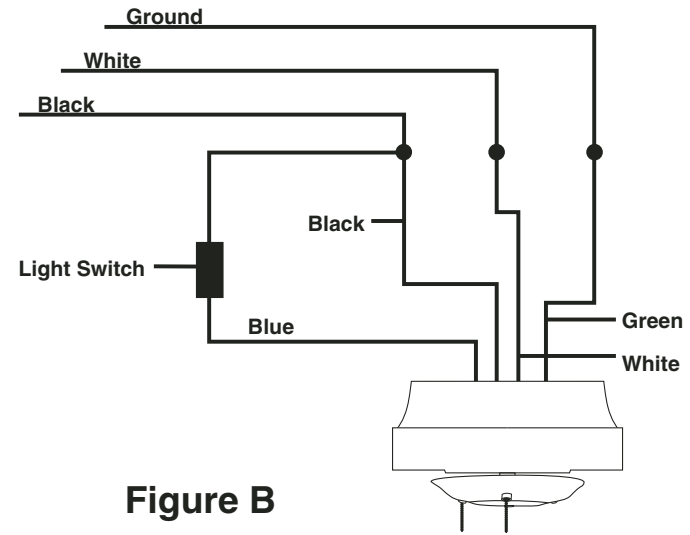 Ground
White
Black
Black
Light Switch
Blue
Green
White
Figure B